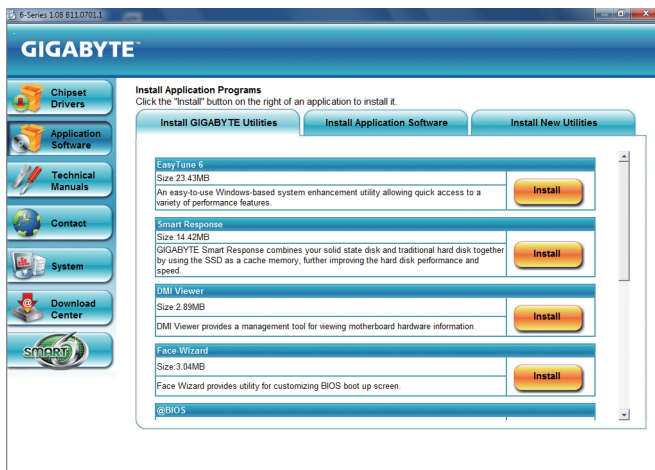 6-Series 1.08 B11.0701.1
GIGABYTE™
Chipset
Drivers
Application
Software
Technical
Manuals
Contact
System
Download
Center
SMART
Install Application Programs
Click the "Install" button on the right of an application to install it.
Install GIGABYTE Utilities
Install Application Software
Install New Utilities
EasyTune 6
Size:23.43MB
An easy-to-use Windows-based system enhancement utility allowing quick access to a
variety of performance features.
Install
Smart Response
Size:14.42MB
GIGABYTE Smart Response combines your solid state disk and traditional hard disk together
by using the SSD as a cache memory, further improving the hard disk performance and
speed.
Install
DMI Viewer
Size:2.89MB
DMI Viewer provides a management tool for viewing motherboard hardware information.
Install
Face-Wizard
Size:3.04MB
Face Wizard provides utility for customizing BIOS boot up screen.
Install
@BIOS